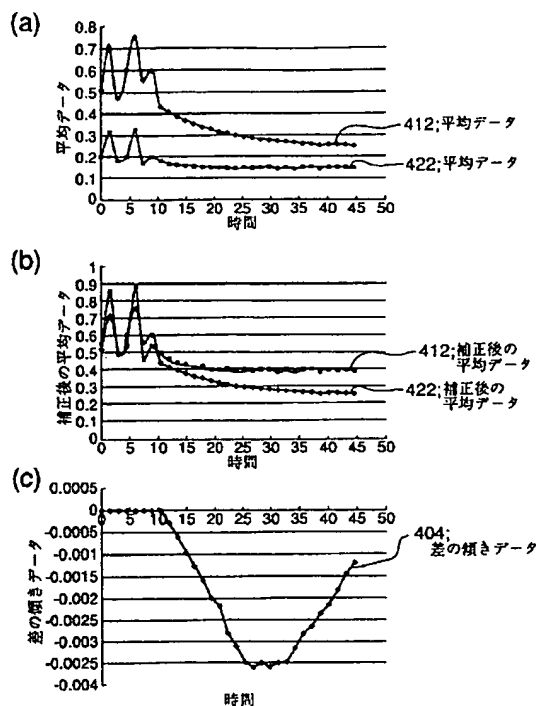 (a)
平均データ
0.8
0.7
0.6
0.5
0.4
0.3
0.2
0.1
0 5 10 15 20 25 30 35 40 45 50
時間
412;平均データ
422;平均データ
(b)
補正後の平均データ
1
0.9
0.8
0.7
0.6
0.5
0.4
0.3
0.2
0.1
0
0 5 10 15 20 25 30 35 40 45 50
時間
412;補正後の
平均データ
422;補正後の
平均データ
(c)
差の傾きデータ
0.0005
0
-0.0005
-0.001
-0.0015
-0.002
-0.0025
-0.003
-0.0025
-0.004
0 5 10 15 20 25 30 35 40 45 50
時間
404;
差の傾きデータ